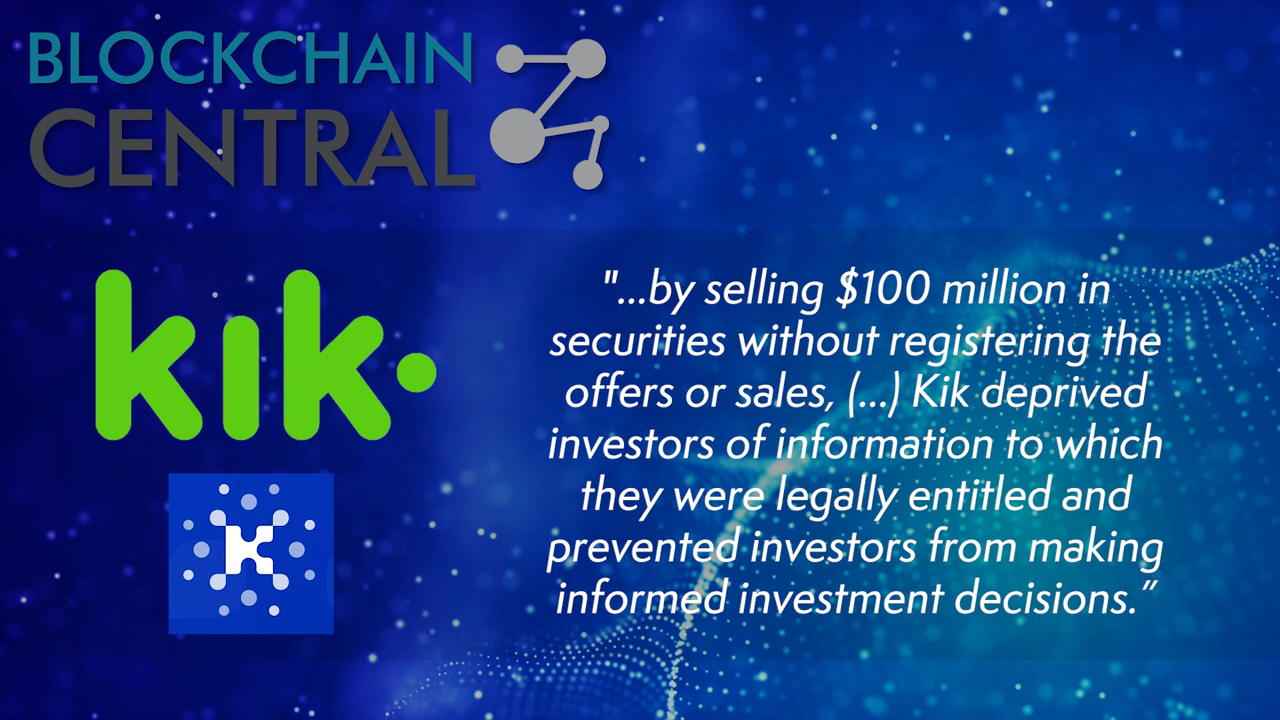 BLOCKCHAIN
CENTRAL
kik.
"...by selling $100 million in
securities without registering the
offers or sales, (...) Kik deprived
investors of information to which
they were legally entitled and
prevented investors from making
informed investment decisions.”
K